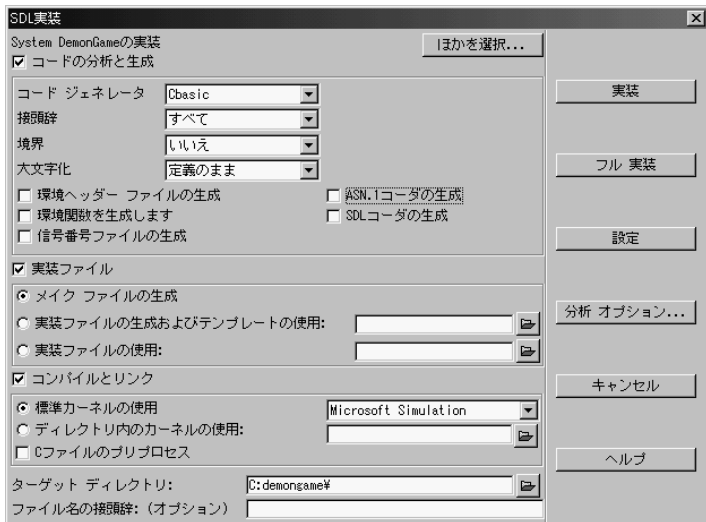 SDL実装
System DemonGameの実装
ほかを選択...
コードの分析と生成
コード ジェネレータ Cbasic
接頭辞 すべて
境界 いいえ
大文字化 定義のまま
環境ヘッダー ファイルの生成 ASN.1コーダの生成
環境関数を生成します SDLコーダの生成
信号番号ファイルの生成
実装ファイル
メイク ファイルの生成
実装ファイルの生成およびテンプレートの使用:
実装ファイルの使用:
コンパイルとリンク
標準カーネルの使用 Microsoft Simulation
ディレクトリ内のカーネルの使用:
Cファイルのプリプロセス
ターゲット ディレクトリ: C:demongame¥
ファイル名の接頭辞: (オプション)
実装
フル 実装
設定
分析 オプション...
キャンセル
ヘルプ